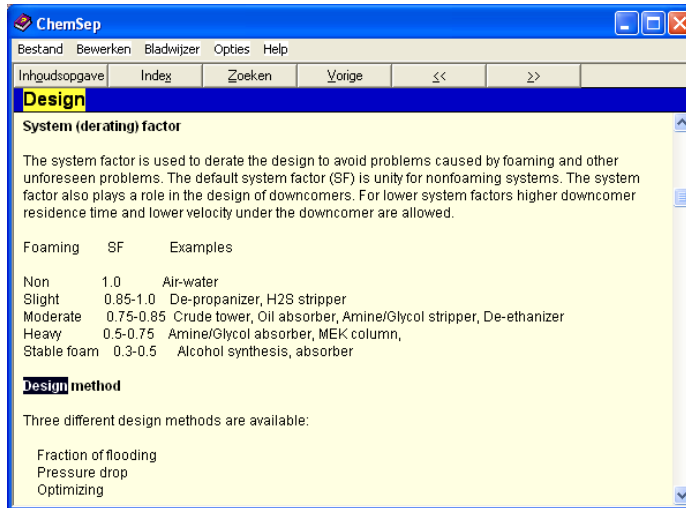 ChemSep
Bestand Bewerken Bladwijzer Opties Help
Inhoudsopgave Index Zoeken Vorige << >>
Design
System (derating) factor
The system factor is used to derate the design to avoid problems caused by foaming and other
unforeseen problems. The default system factor (SF) is unity for nonfoaming systems. The system
factor also plays a role in the design of downcomers. For lower system factors higher downcomer
residence time and lower velocity under the downcomer are allowed.
Foaming SF Examples
Non 1.0 Air-water
Slight 0.85-1.0 De-propanizer, H2S stripper
Moderate 0.75-0.85 Crude tower, Oil absorber, Amine/Glycol stripper, De-ethanizer
Heavy 0.5-0.75 Amine/Glycol absorber, MEK column,
Stable foam 0.3-0.5 Alcohol synthesis, absorber
Design method
Three different design methods are available:
Fraction of flooding
Pressure drop
Optimizing